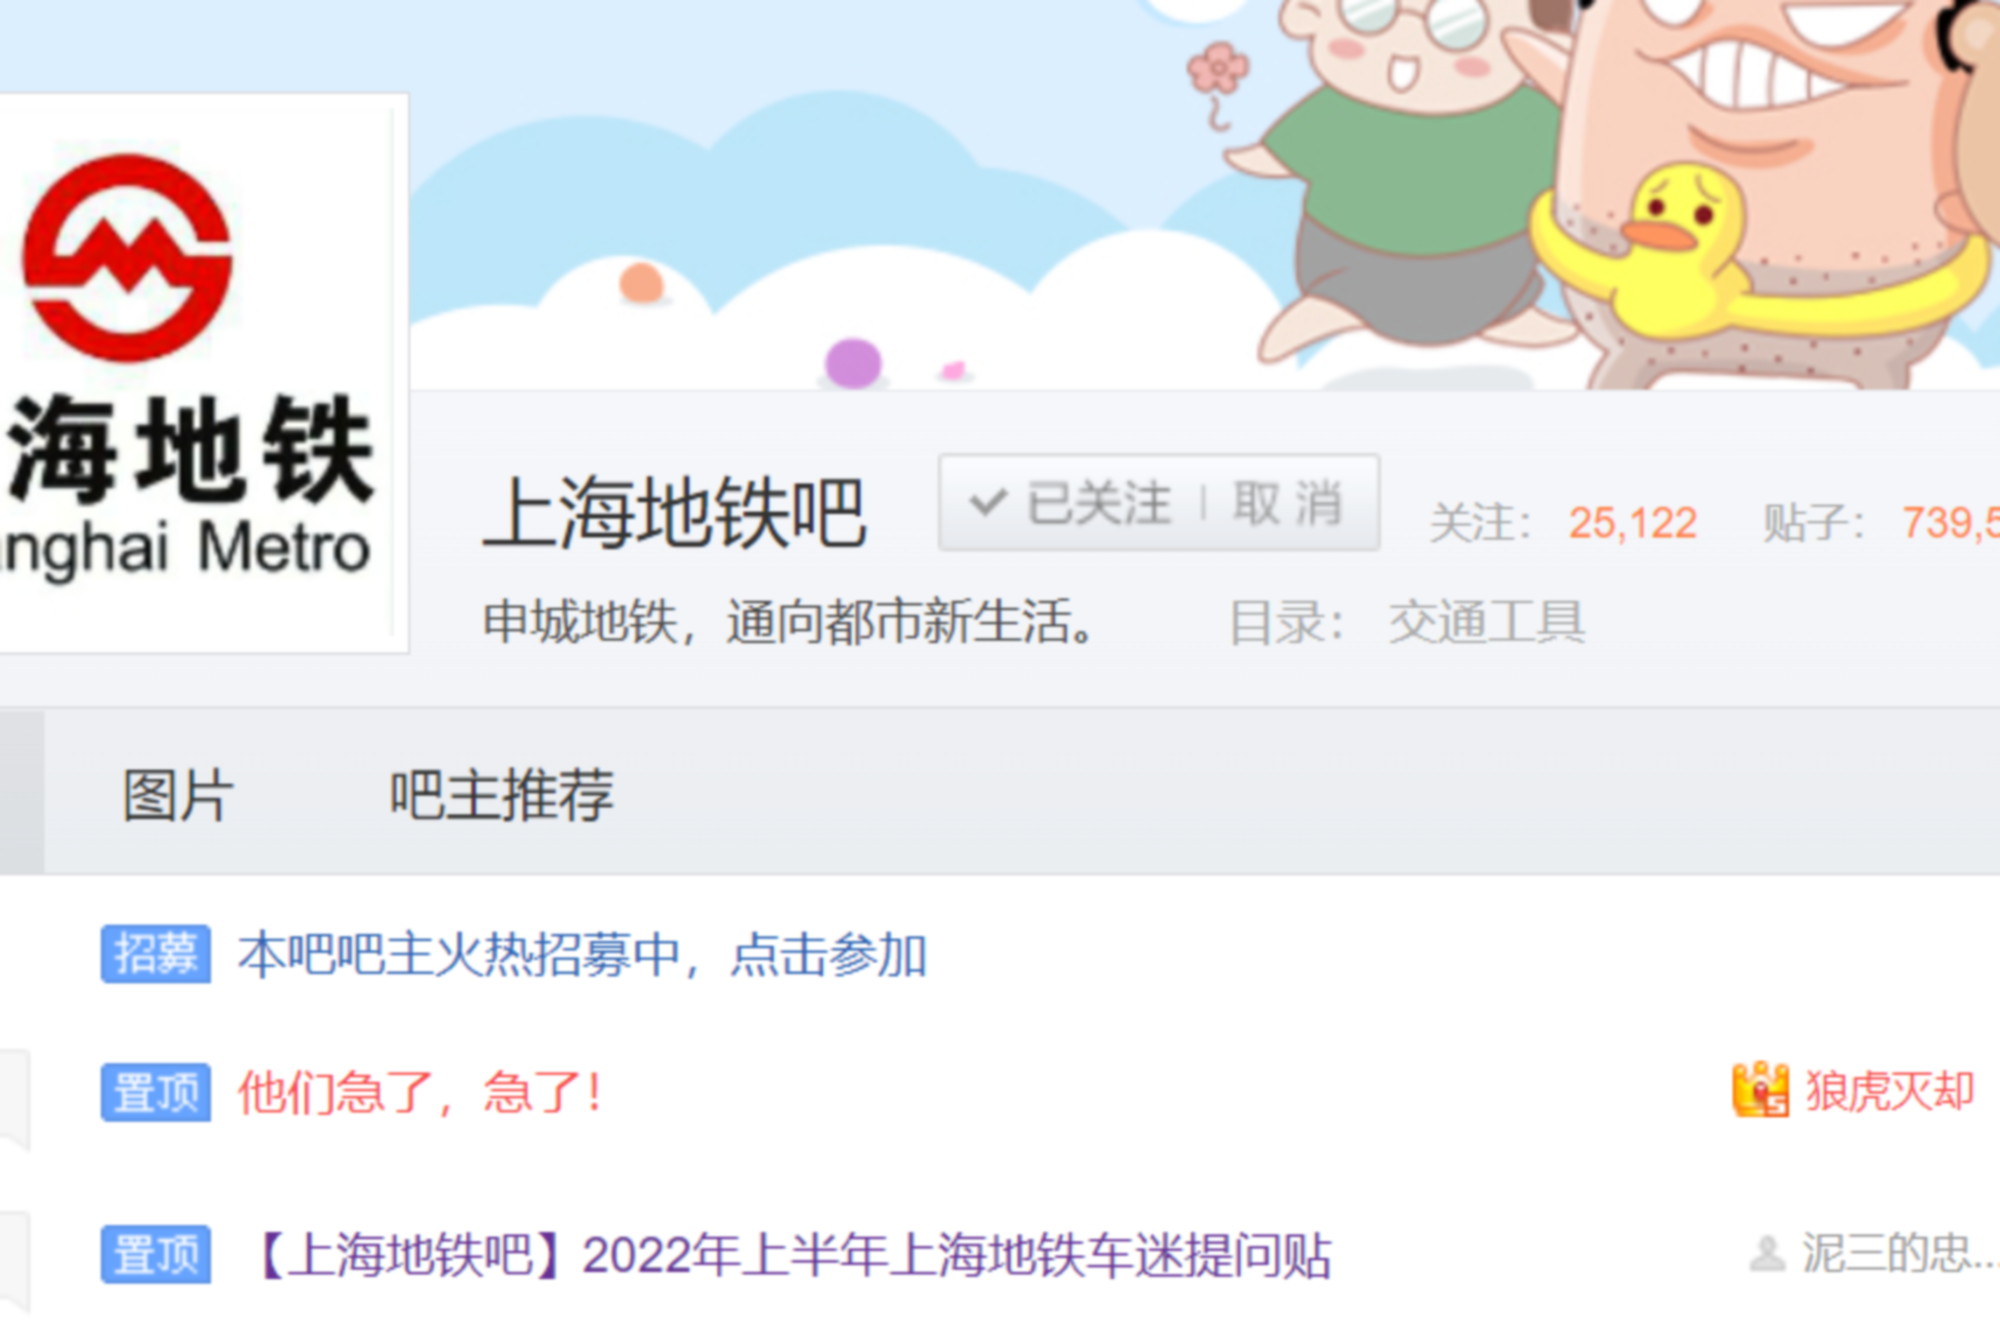 海地铁
nghai Metro
上海地铁吧
已关注 | 取消
关注： 25,122 贴子： 739,5
申城地铁，通向都市新生活。 目录： 交通工具
图片 吧主推荐
招募 本吧吧主火热招募中，点击参加
置顶 他们急了，急了！ 狼虎灭却
置顶 【上海地铁吧】2022年上半年上海地铁车迷提问贴 泥三的忠...